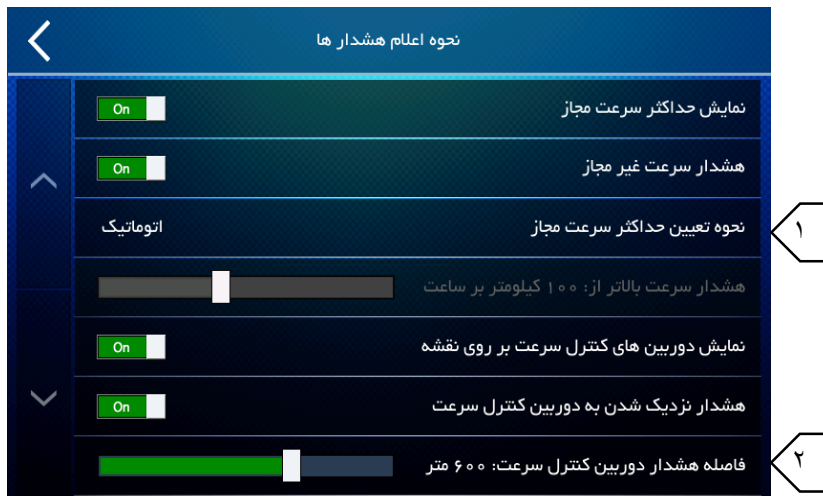 نحوه اعلام هشدار ها
نمایش حداکثر سرعت مجاز On
هشدار سرعت غیر مجاز On
نحوه تعیین حداکثر سرعت مجاز اتوماتیک
۱
هشدار سرعت بالاتر از: ۱۰۰ کیلومتر بر ساعت
نمایش دوربین های کنترل سرعت بر روی نقشه On
هشدار نزدیک شدن به دوربین کنترل سرعت On
فاصله هشدار دوربین کنترل سرعت: ۶۰۰ متر
۲